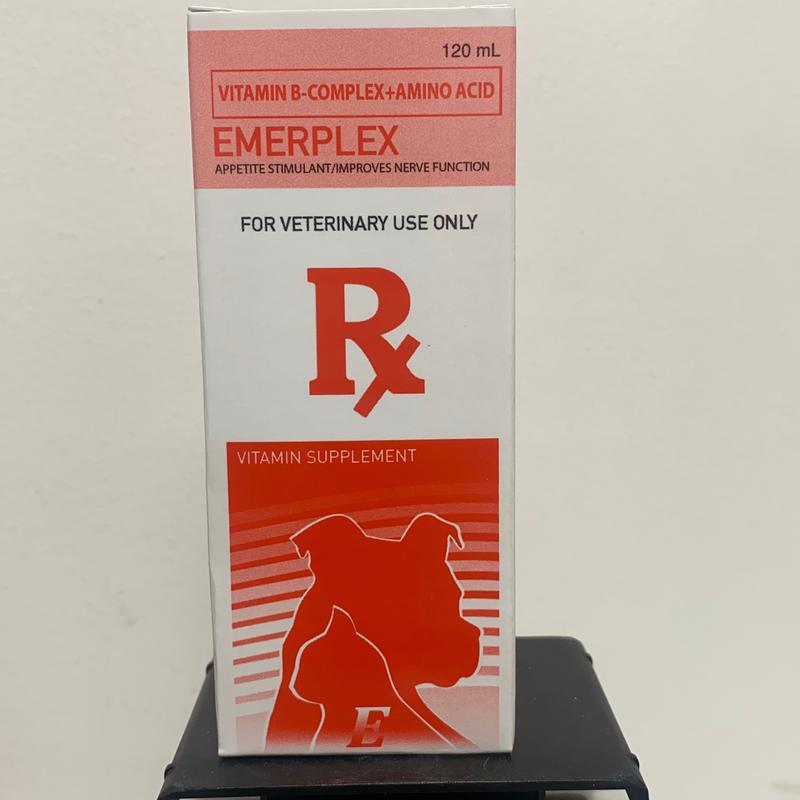 120 mL
VITAMIN B-COMPLEX+AMINO ACID
EMERPLEX
APPETITE STIMULANT/IMPROVES NERVE FUNCTION
FOR VETERINARY USE ONLY
Rx
VITAMIN SUPPLEMENT
E